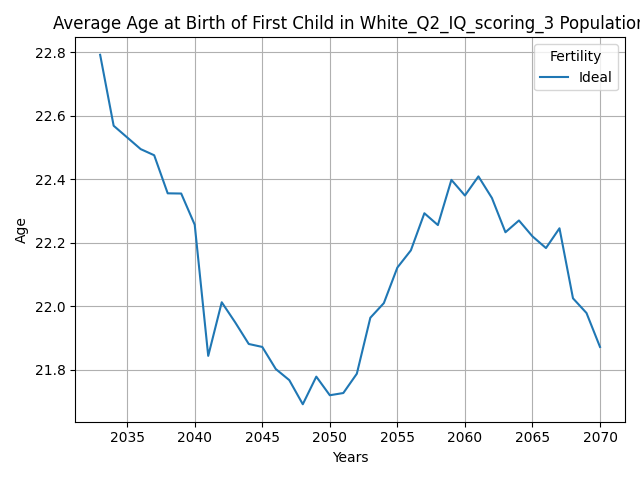 Average Age at Birth of First Child in White_Q2_IQ_scoring_3 Population
Fertility
Ideal
22.8
22.6
22.4
22.2
22.0
21.8
Age
2035 2040 2045 2050 2055 2060 2065 2070
Years